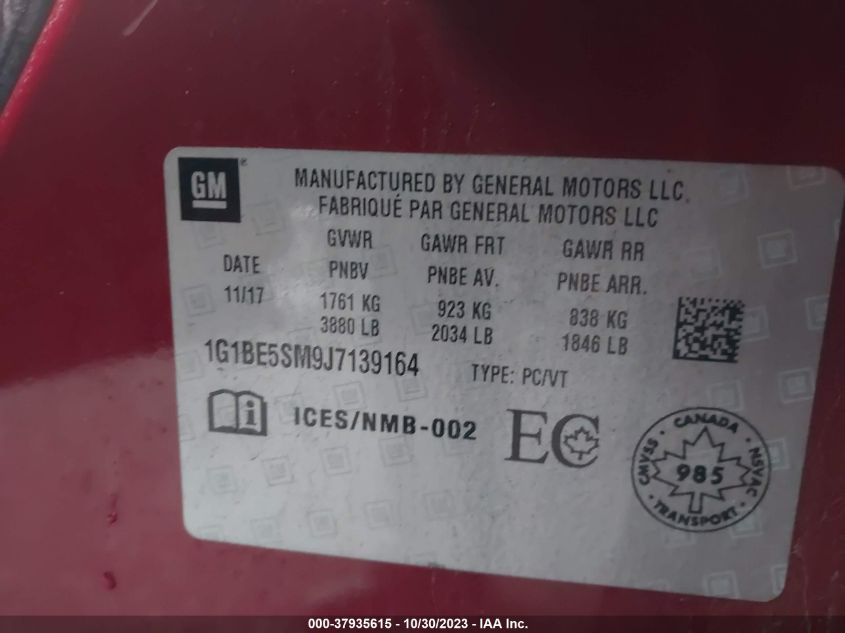 GM®
MANUFACTURED BY GENERAL MOTORS LLC.
FABRIQUÉ PAR GENERAL MOTORS LLC
GVWR GAWR FRT GAWR RR
DATE PNBV PNBE AV. PNBE ARR.
11/17 1761 KG 923 KG 838 KG
3880 LB 2034 LB 1846 LB
1G1BE5SM9J7139164 TYPE: PC/VT
i ICES/NMB-002 EC
CANADA
CMVSS 985 NSVAC
TRANSPORT
000-37935615 - 10/30/2023 - IAA Inc.